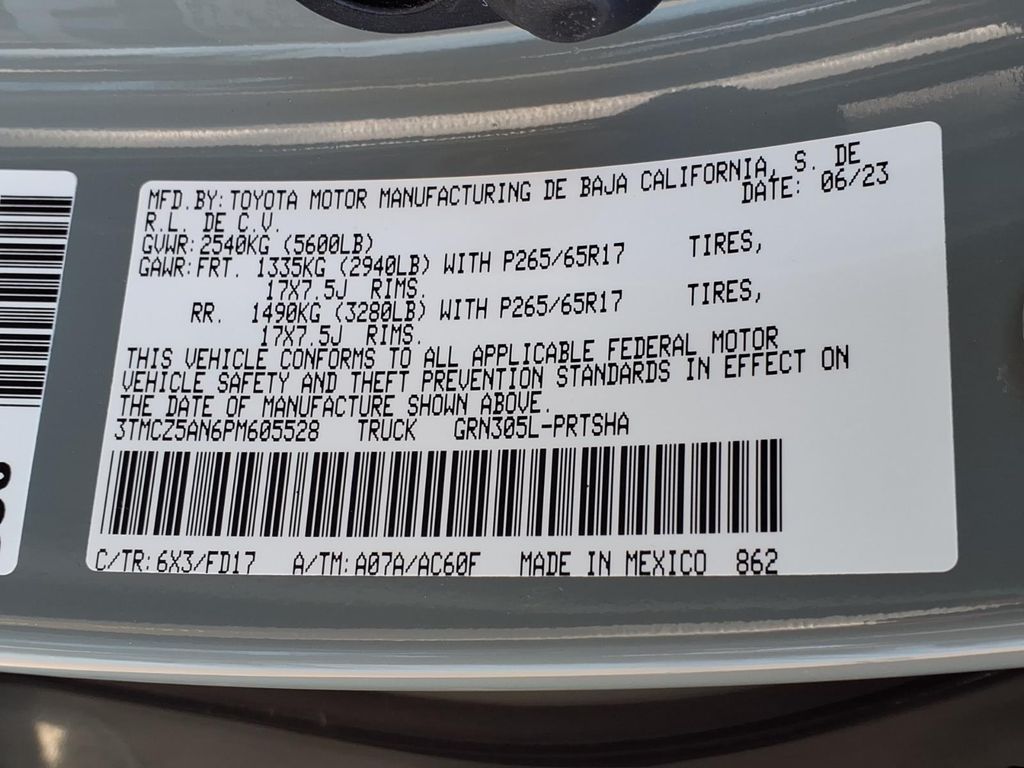 MFD.BY:TOYOTA MOTOR MANUFACTURING DE BAJA CALIFORNIA, S. DE
R.L. DE C.V. DATE: 06/23
GVWR:2540KG (5600LB)
GAWR:FRT. 1335KG (2940LB) WITH P265/65R17 TIRES,
17X7.5J RIMS.
RR. 1490KG (3280LB) WITH P265/65R17 TIRES,
17X7.5J RIMS.
THIS VEHICLE CONFORMS TO ALL APPLICABLE FEDERAL MOTOR
VEHICLE SAFETY AND THEFT PREVENTION STANDARDS IN EFFECT ON
THE DATE OF MANUFACTURE SHOWN ABOVE.
3TMCZ5AN6PM605528 TRUCK GRN305L-PRTSHA
C/TR:6X3/FD17 A/TM:A07A/AC60F MADE IN MEXICO 862